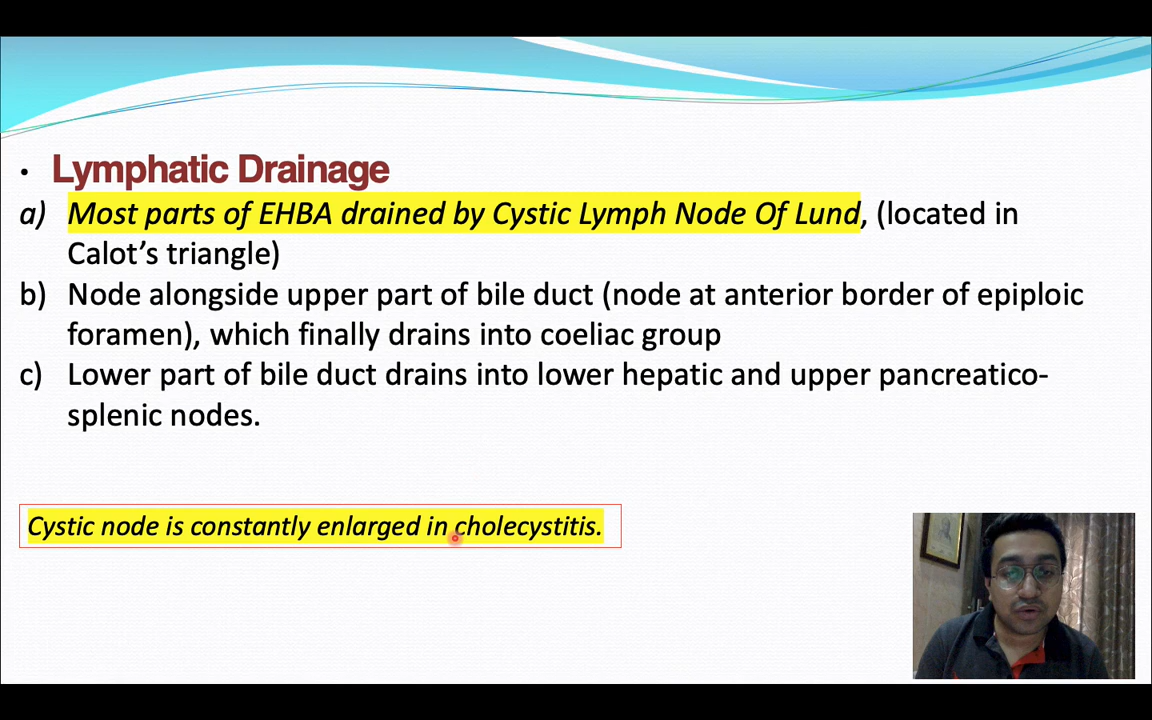 • Lymphatic Drainage
a) Most parts of EHBA drained by Cystic Lymph Node Of Lund, (located in
Calot’s triangle)
b) Node alongside upper part of bile duct (node at anterior border of epiploic
foramen), which finally drains into coeliac group
c) Lower part of bile duct drains into lower hepatic and upper pancreatico-
splenic nodes.
Cystic node is constantly enlarged in cholecystitis.